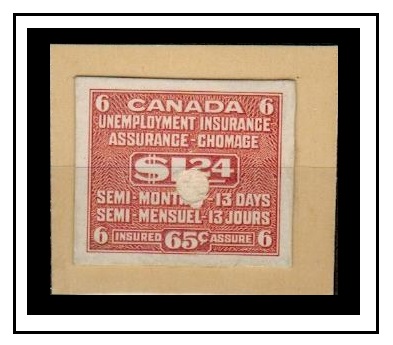 6 CANADA 6
UNEMPLOYMENT INSURANCE
ASSURANCE-CHOMAGE
$1.24
SEMI-MONTHLY-13 DAYS
SEMI-MENSUEL-13 JOURS
6 INSURED 65¢ ASSURE 6